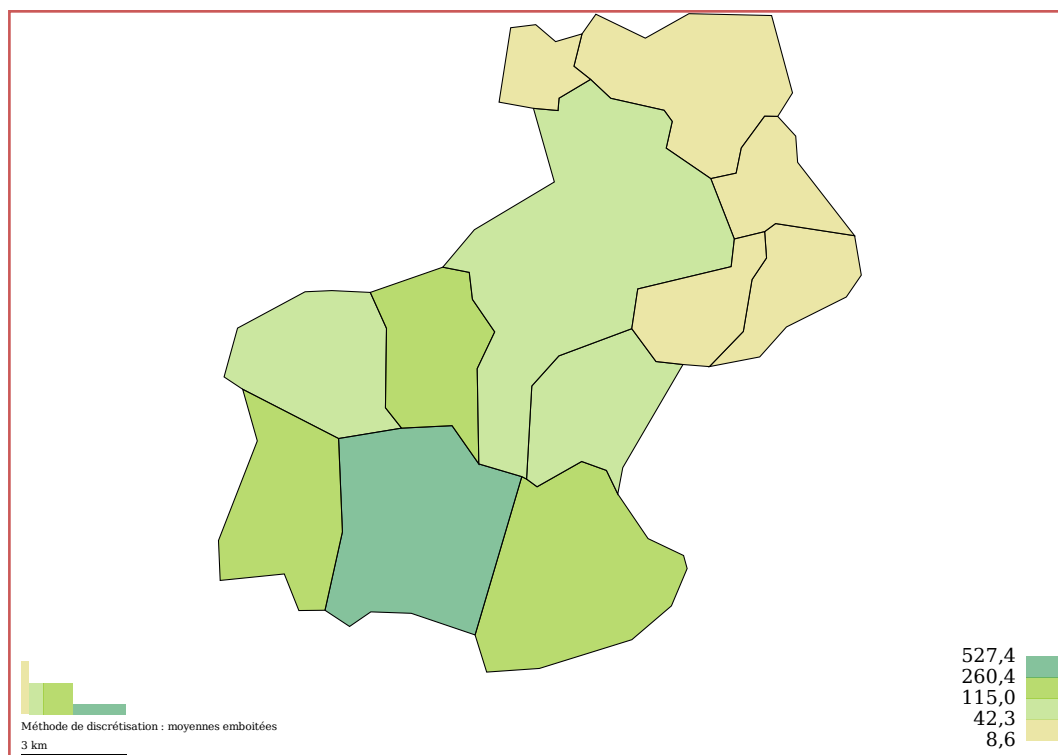 527,4
260,4
115,0
42,3
8,6
Méthode de discrétisation : moyennes emboitées
3 km